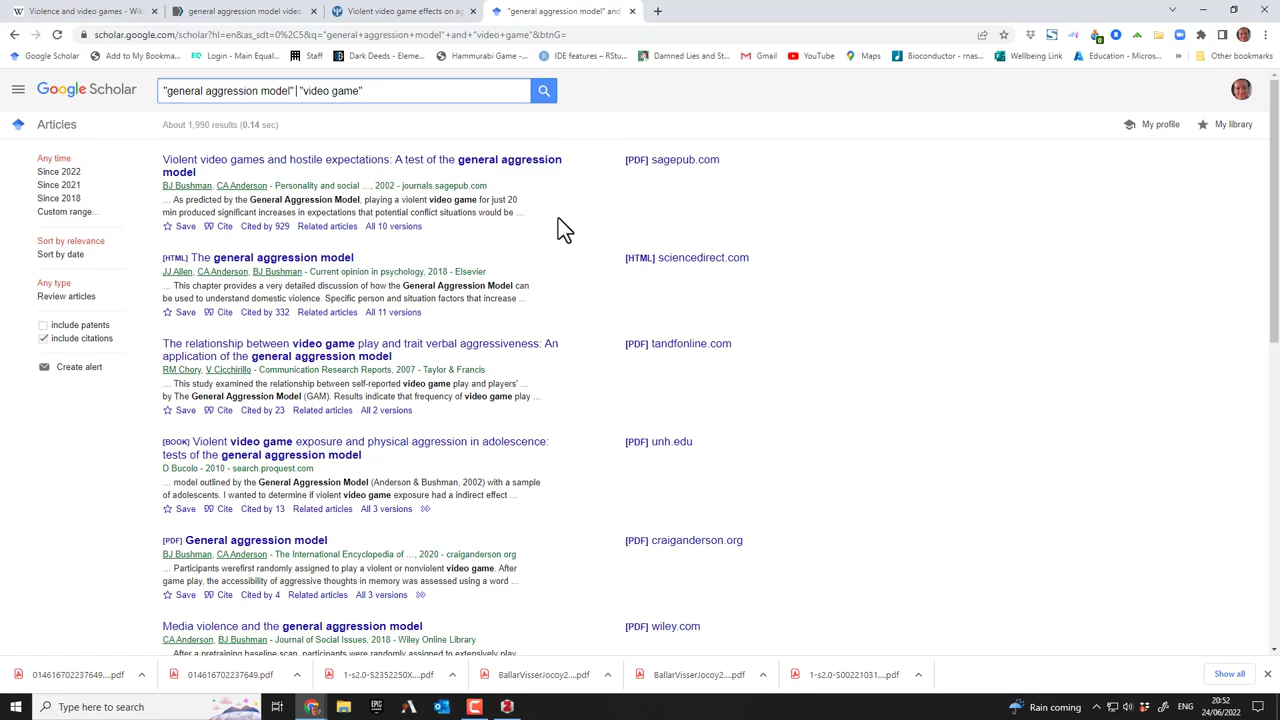 Violence and video games - Wiki
general aggression model video
Violent video game effects on ag
"general aggression model" and
scholar.google.com/scholar?hl=en&as_sdt=0%2C5&q="general+aggression+model"+and+"video+game"&btnG=
Google Scholar
Add to My Bookma...
Login - Main Equal...
Staff
Dark Deeds - Eleme...
Hammurabi Game -...
IDE features – RStu...
Damned Lies and St...
Gmail
YouTube
Maps
Bioconductor - rnas...
Wellbeing Link
Education - Micros...
»
Other bookmarks
Google Scholar
"general aggression model" "video game"
Articles
About 1,990 results (0.14 sec)
My profile
My library
Any time
Since 2022
Since 2021
Since 2018
Custom range...
Sort by relevance
Sort by date
Any type
Review articles
include patents
include citations
Create alert
Violent video games and hostile expectations: A test of the general aggression
model
BJ Bushman, CA Anderson - Personality and social ..., 2002 - journals.sagepub.com
... As predicted by the General Aggression Model, playing a violent video game for just 20
min produced significant increases in expectations that potential conflict situations would be ...
Save Cite Cited by 929 Related articles All 10 versions
[PDF] sagepub.com
[HTML] The general aggression model
JJ Allen, CA Anderson, BJ Bushman - Current opinion in psychology, 2018 - Elsevier
... This chapter provides a very detailed discussion of how the General Aggression Model can
be used to understand domestic violence. Specific person and situation factors that increase ...
Save Cite Cited by 332 Related articles All 11 versions
[HTML] sciencedirect.com
The relationship between video game play and trait verbal aggressiveness: An
application of the general aggression model
RM Chory, V Cicchirillo - Communication Research Reports, 2007 - Taylor & Francis
... This study examined the relationship between self-reported video game play and players' ...
by The General Aggression Model (GAM). Results indicate that frequency of video game play ...
Save Cite Cited by 23 Related articles All 2 versions
[PDF] tandfonline.com
[BOOK] Violent video game exposure and physical aggression in adolescence:
tests of the general aggression model
D Bucolo - 2010 - search.proquest.com
... model outlined by the General Aggression Model (Anderson & Bushman, 2002) with a sample
of adolescents. I wanted to determine if violent video game exposure had a indirect effect ...
Save Cite Cited by 13 Related articles All 3 versions
[PDF] unh.edu
[PDF] General aggression model
BJ Bushman, CA Anderson - The International Encyclopedia of ..., 2020 - craiganderson.org
... Participants werefirst randomly assigned to play a violent or nonviolent video game. After
game play, the accessibility of aggressive thoughts in memory was assessed using a word ...
Save Cite Cited by 4 Related articles All 3 versions
[PDF] craiganderson.org
Media violence and the general aggression model
CA Anderson, BJ Bushman - Journal of Social Issues, 2018 - Wiley Online Library
... After a pretraining baseline scan, participants were randomly assigned to extensively play
[PDF] wiley.com
014616702237649....pdf
014616702237649.pdf
1-s2.0-S2352250X....pdf
BallarVisserJocoy2....pdf
BallarVisserJocoy2....pdf
1-s2.0-S00221031....pdf
Show all
Type here to search
EPIC
Rain coming
ENG
20:52
24/06/2022